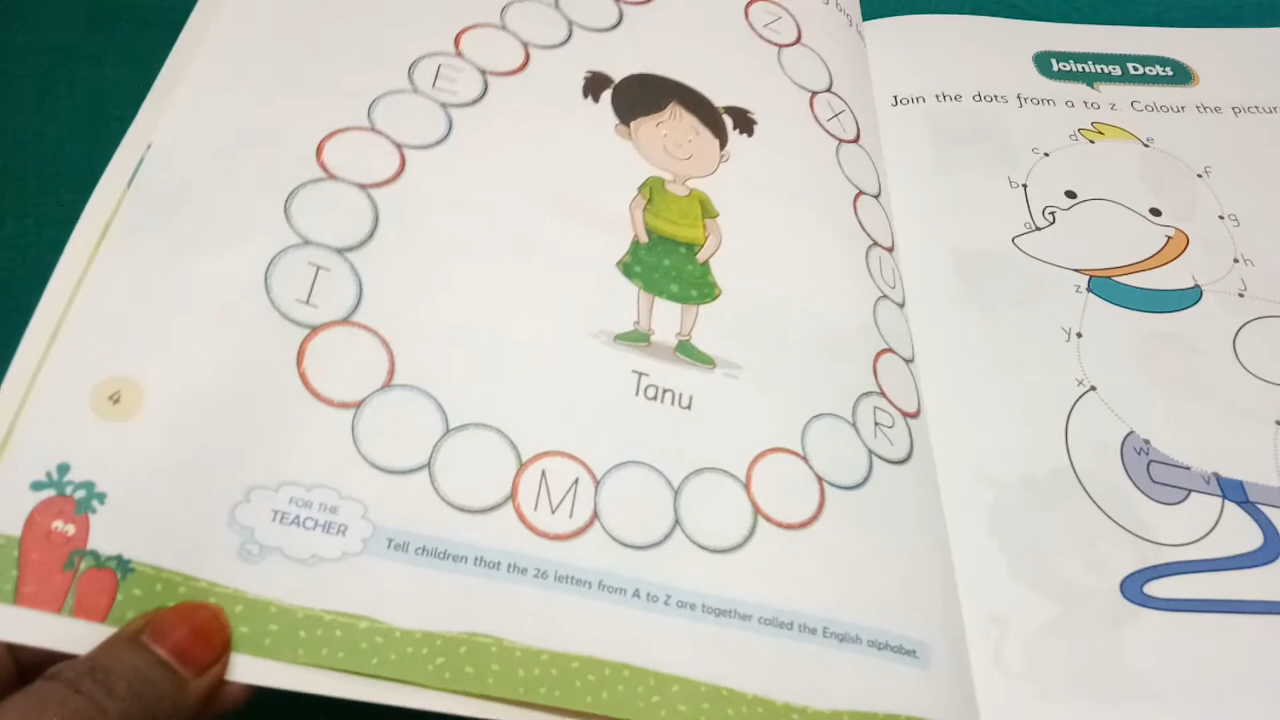 big
Z
X
E
I
U
R
M
Tanu
4
FOR THE
TEACHER
Tell children that the 26 letters from A to Z are together called the English alphabet.
Joining Dots
Join the dots from a to z. Colour the
d
e
c
f
b
g
a
h
z
i
j
y
x
w
v